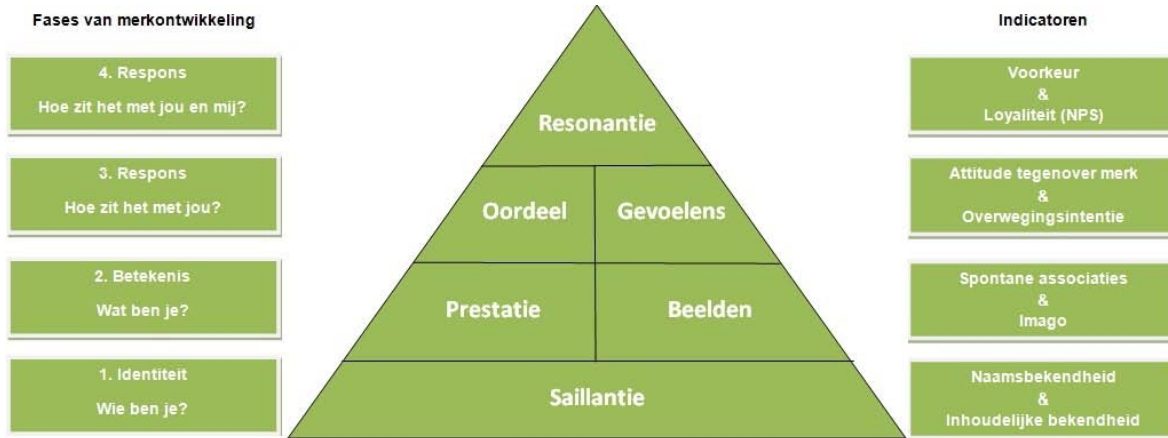 Fases van merkontwikkeling
4. Respons
Hoe zit het met jou en mij?
3. Respons
Hoe zit het met jou?
2. Betekenis
Wat ben je?
1. Identiteit
Wie ben je?
Resonantie
Oordeel
Gevoelens
Prestatie
Beelden
Saillantie
Indicatoren
Voorkeur
&
Loyaliteit (NPS)
Attitude tegenover merk
&
Overwegingsintentie
Spontane associaties
&
Imago
Naamsbekendheid
&
Inhoudelijke bekendheid